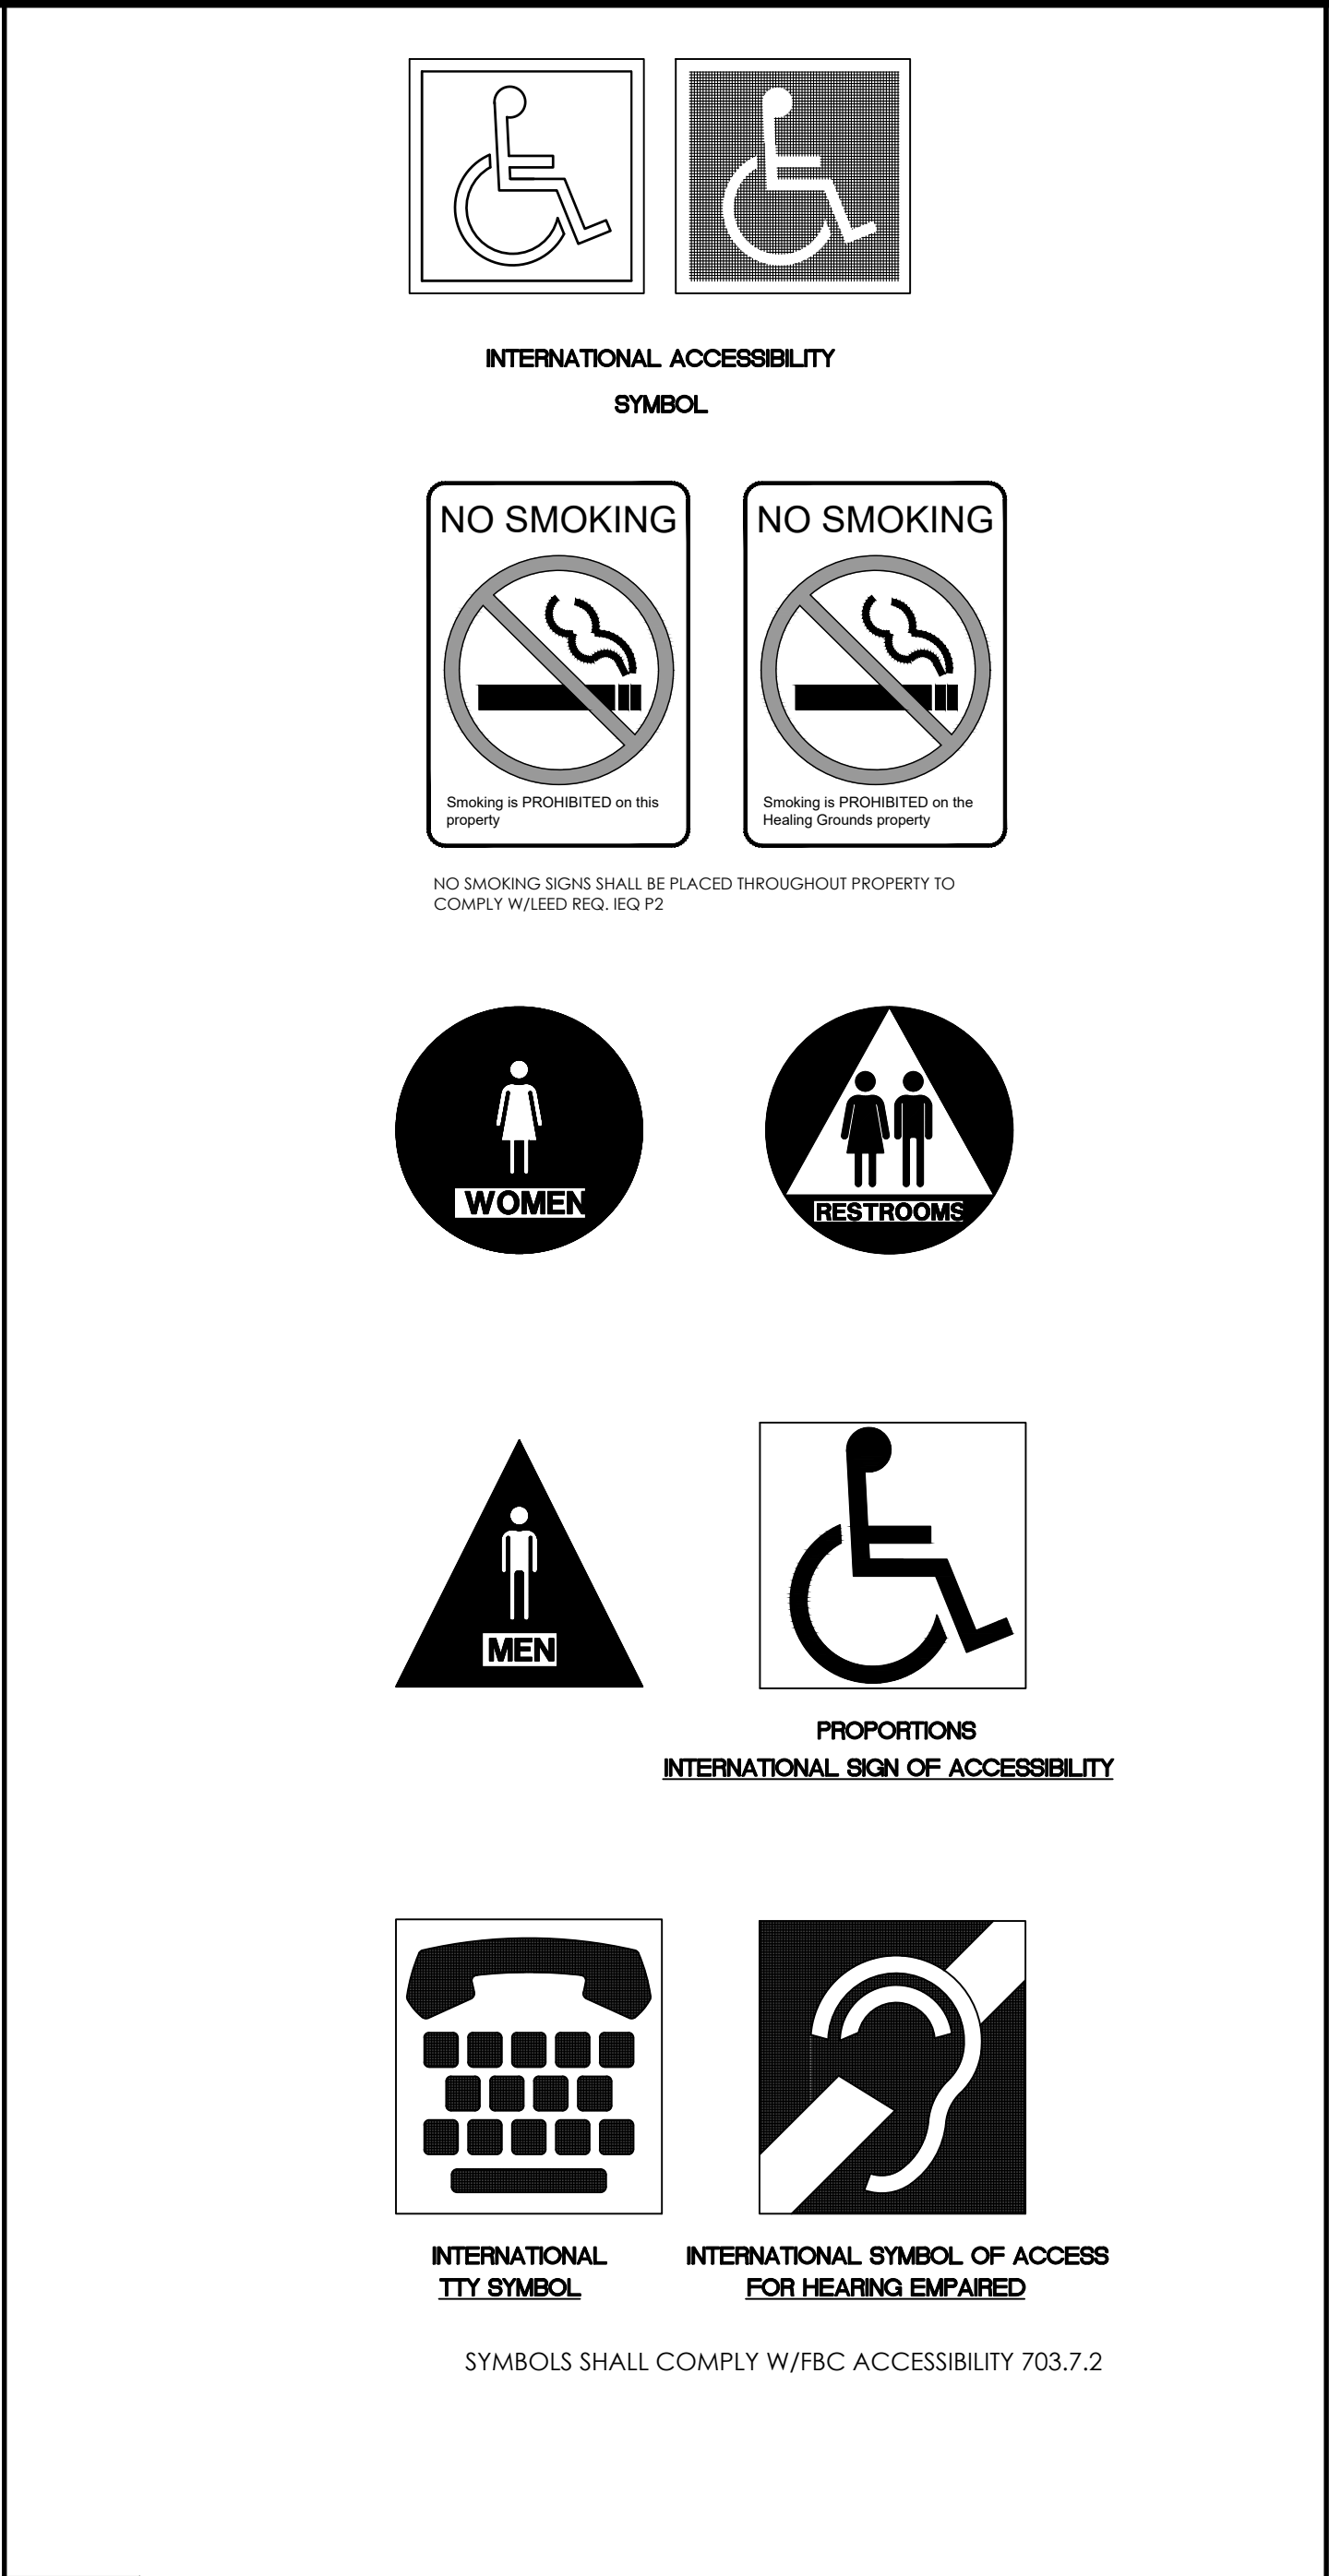 INTERNATIONAL ACCESSIBILITY
SYMBOL
NO SMOKING
Smoking is PROHIBITED on this
property
NO SMOKING
Smoking is PROHIBITED on the
Healing Grounds property
NO SMOKING SIGNS SHALL BE PLACED THROUGHOUT PROPERTY TO
COMPLY W/LEED REQ. IEQ P2
WOMEN
RESTROOMS
MEN
PROPORTIONS
INTERNATIONAL SIGN OF ACCESSIBILITY
INTERNATIONAL
TTY SYMBOL
INTERNATIONAL SYMBOL OF ACCESS
FOR HEARING EMPAIRED
SYMBOLS SHALL COMPLY W/FBC ACCESSIBILITY 703.7.2